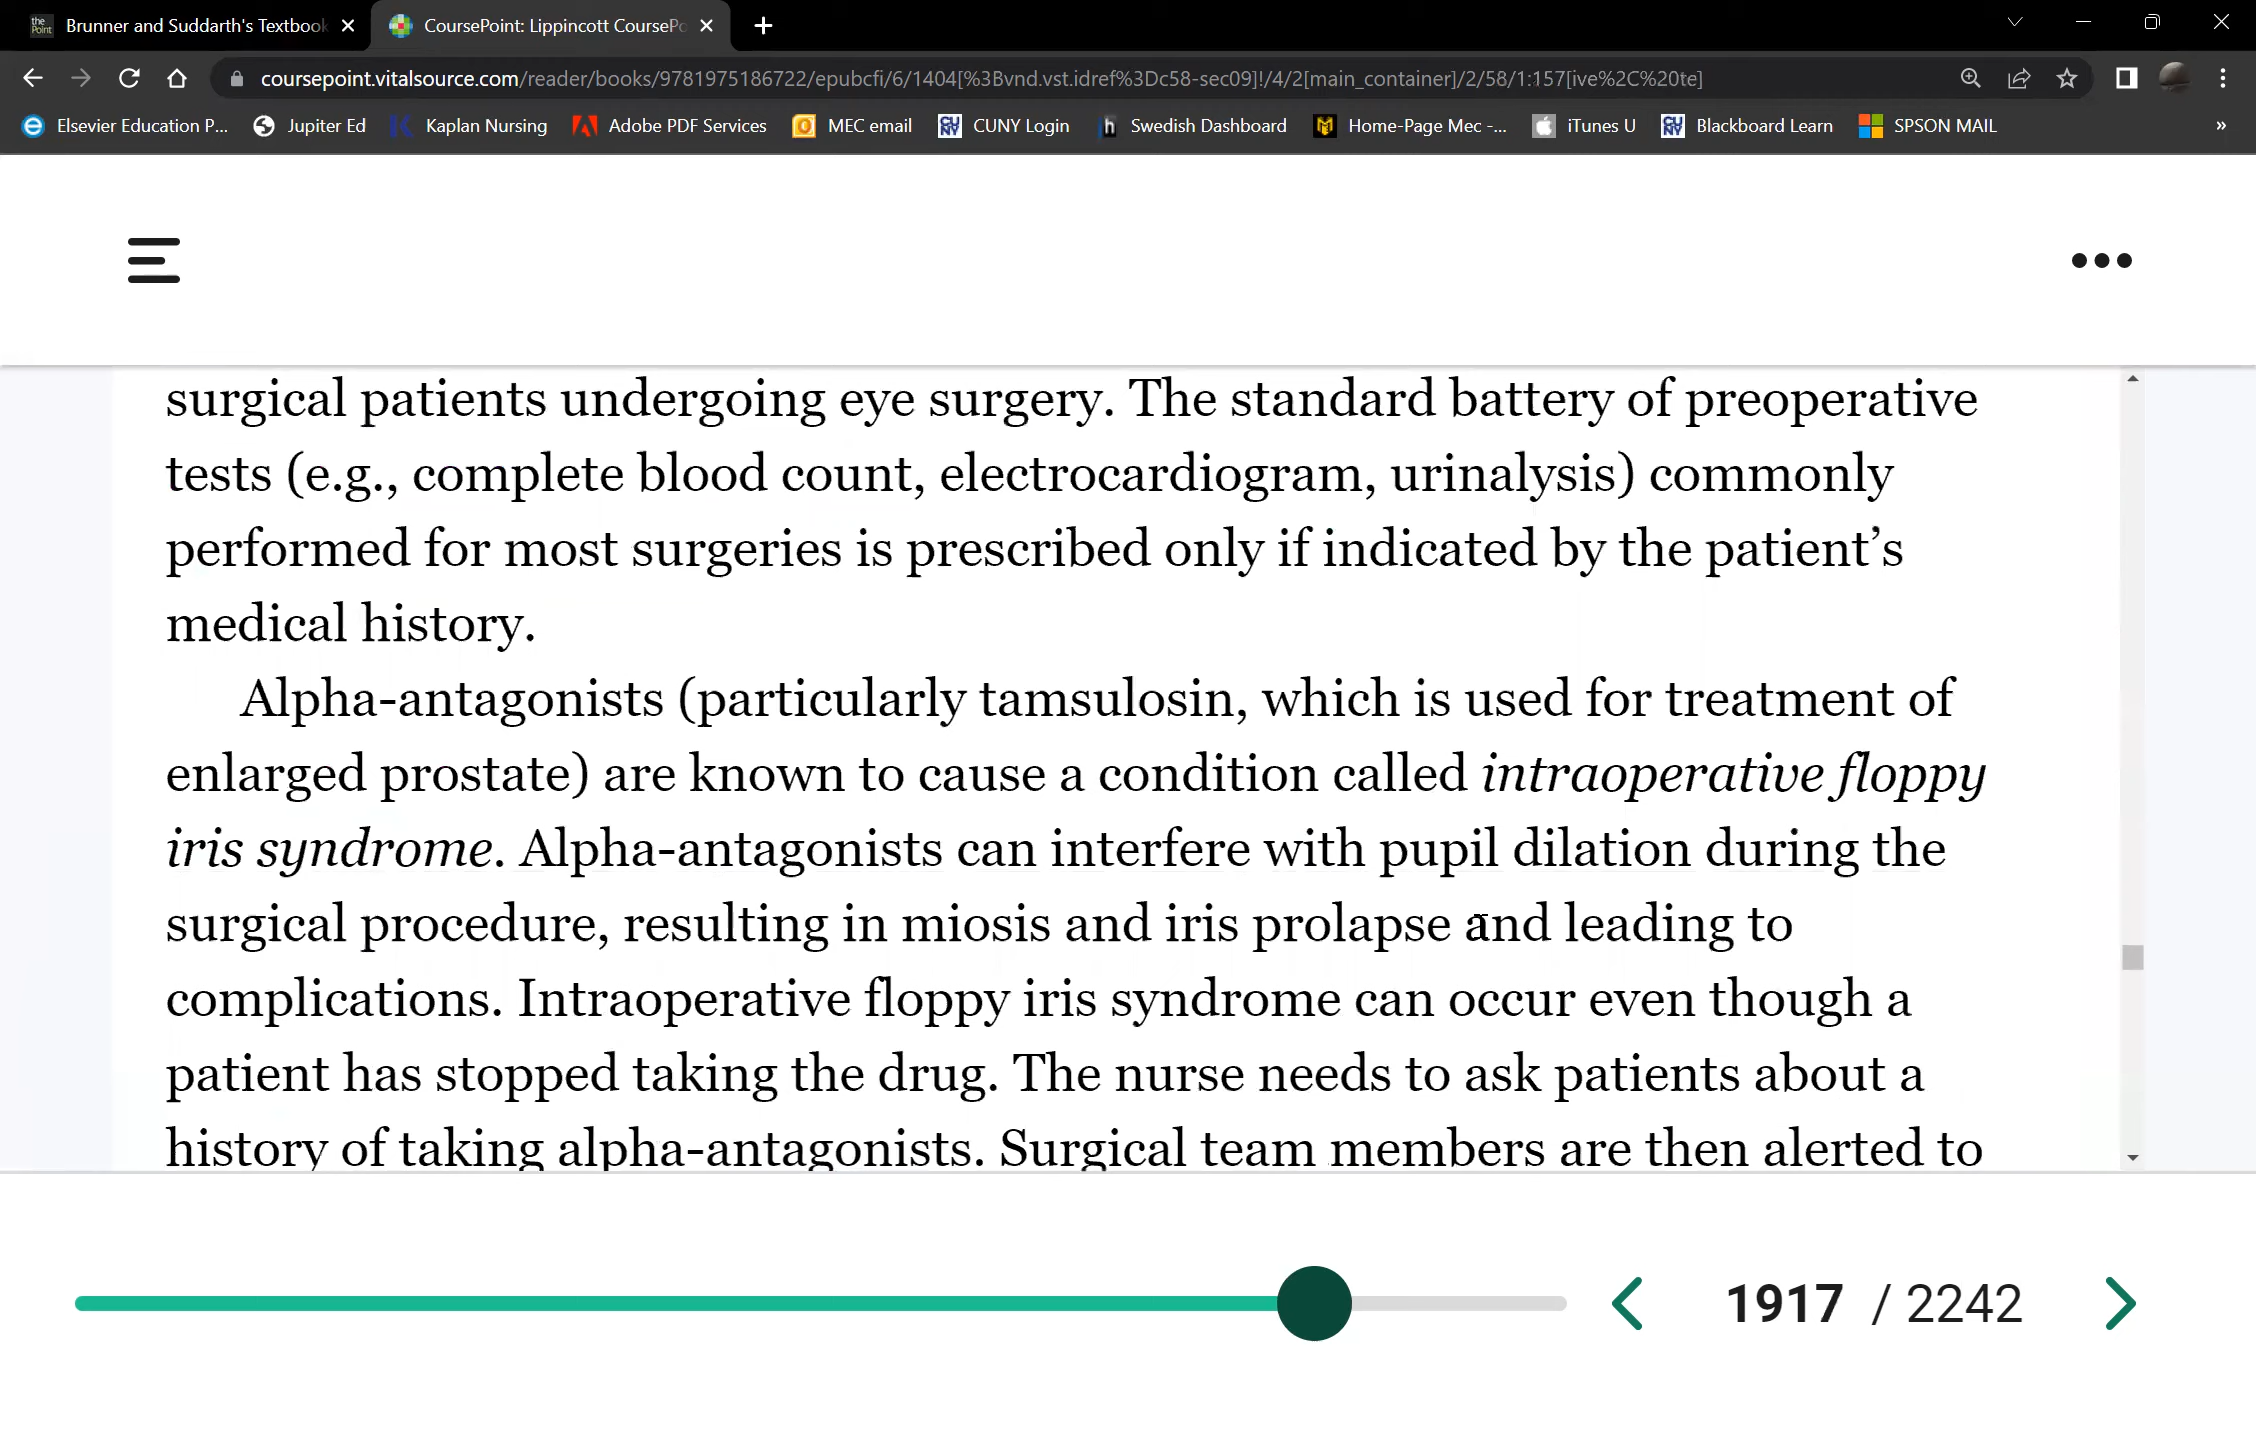 the Point
Brunner and Suddarth's Textbook
CoursePoint: Lippincott CoursePo
coursepoint.vitalsource.com/reader/books/9781975186722/epubcfi/6/1404[%3Bvnd.vst.idref%3Dc58-sec09]!/4/2[main_container]/2/58/1:157[ive%2C%20te]
Elsevier Education P...
Jupiter Ed
Kaplan Nursing
Adobe PDF Services
MEC email
CUNY Login
Swedish Dashboard
Home-Page Mec -...
iTunes U
Blackboard Learn
SPSON MAIL
»
surgical patients undergoing eye surgery. The standard battery of preoperative
tests (e.g., complete blood count, electrocardiogram, urinalysis) commonly
performed for most surgeries is prescribed only if indicated by the patient’s
medical history.
Alpha-antagonists (particularly tamsulosin, which is used for treatment of
enlarged prostate) are known to cause a condition called intraoperative floppy
iris syndrome. Alpha-antagonists can interfere with pupil dilation during the
surgical procedure, resulting in miosis and iris prolapse and leading to
complications. Intraoperative floppy iris syndrome can occur even though a
patient has stopped taking the drug. The nurse needs to ask patients about a
history of taking alpha-antagonists. Surgical team members are then alerted to
1917 / 2242